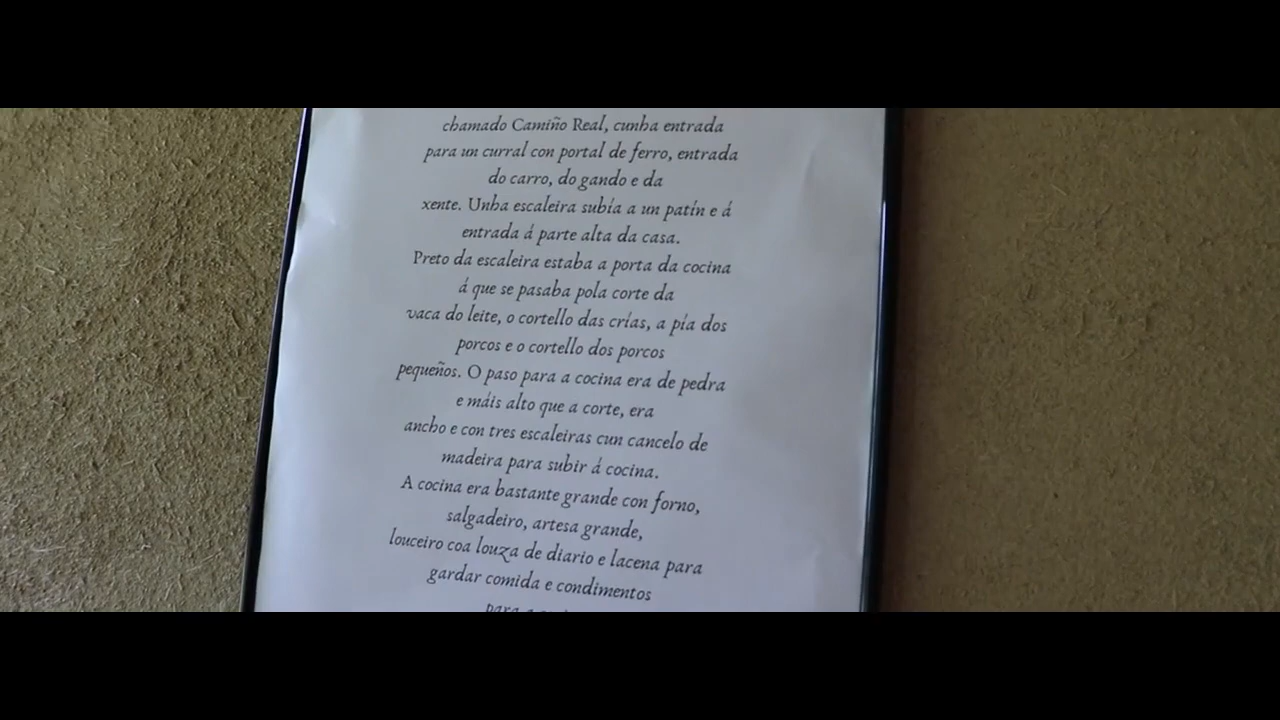 chamado Camiño Real, cunha entrada
para un curral con portal de ferro, entrada
do carro, do gando e da
xente. Unha escaleira subía a un patín e á
entrada á parte alta da casa.
Preto da escaleira estaba a porta da cocina
á que se pasaba pola corte da
vaca do leite, o cortello das crías, a pía dos
porcos e o cortello dos porcos
pequeños. O paso para a cocina era de pedra
e máis alto que a corte, era
ancho e con tres escaleiras cun cancelo de
madeira para subir á cocina.
A cocina era bastante grande con forno,
salgadeiro, artesa grande,
louceiro coa louza de diario e lacena para
gardar comida e condimentos
para a